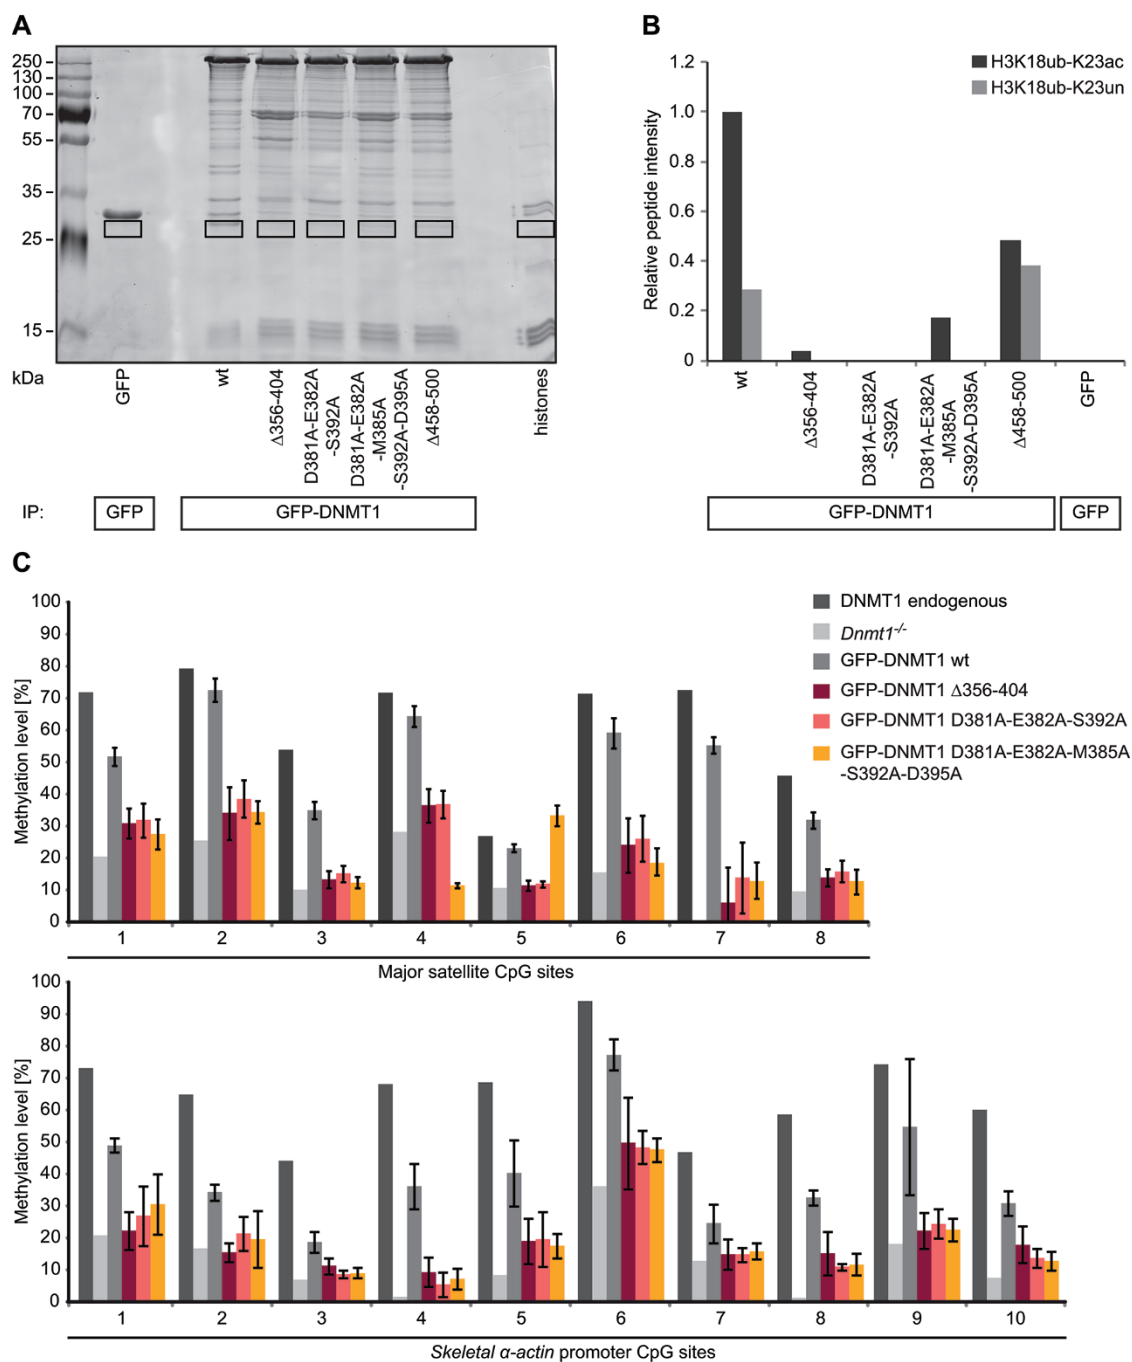 A
250
130
100
70
55
35
25
15
kDa
GFP
wt
Δ356-404
D381A-E382A
-S392A
D381A-E382A
-M385A
-S392A-D395A
Δ458-500
histones
IP:
GFP
GFP-DNMT1
B
H3K18ub-K23ac
H3K18ub-K23un
Relative peptide intensity
1.2
1.0
0.8
0.6
0.4
0.2
0
wt
Δ356-404
D381A-E382A
-S392A
D381A-E382A
-M385A
-S392A-D395A
Δ458-500
GFP
GFP-DNMT1
GFP
C
DNMT1 endogenous
Dnmt1-/-
GFP-DNMT1 wt
GFP-DNMT1 Δ356-404
GFP-DNMT1 D381A-E382A-S392A
GFP-DNMT1 D381A-E382A-M385A
-S392A-D395A
Methylation level [%]
100
90
80
70
60
50
40
30
20
10
0
1 2 3 4 5 6 7 8
Major satellite CpG sites
Methylation level [%]
100
90
80
70
60
50
40
30
20
10
0
1 2 3 4 5 6 7 8 9 10
Skeletal α-actin promoter CpG sites